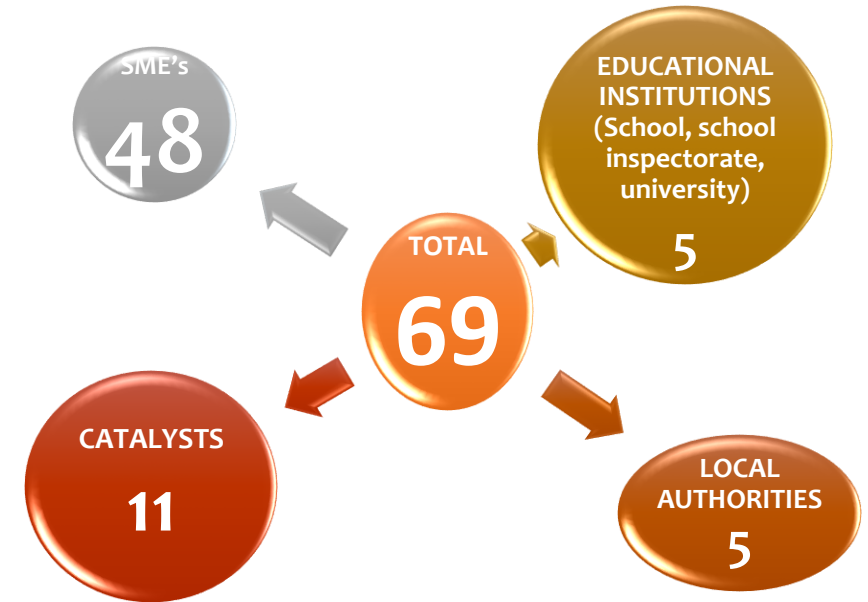 SME's
48
EDUCATIONAL
INSTITUTIONS
(School, school
inspectorate,
university)
5
TOTAL
69
CATALYSTS
11
LOCAL
AUTHORITIES
5